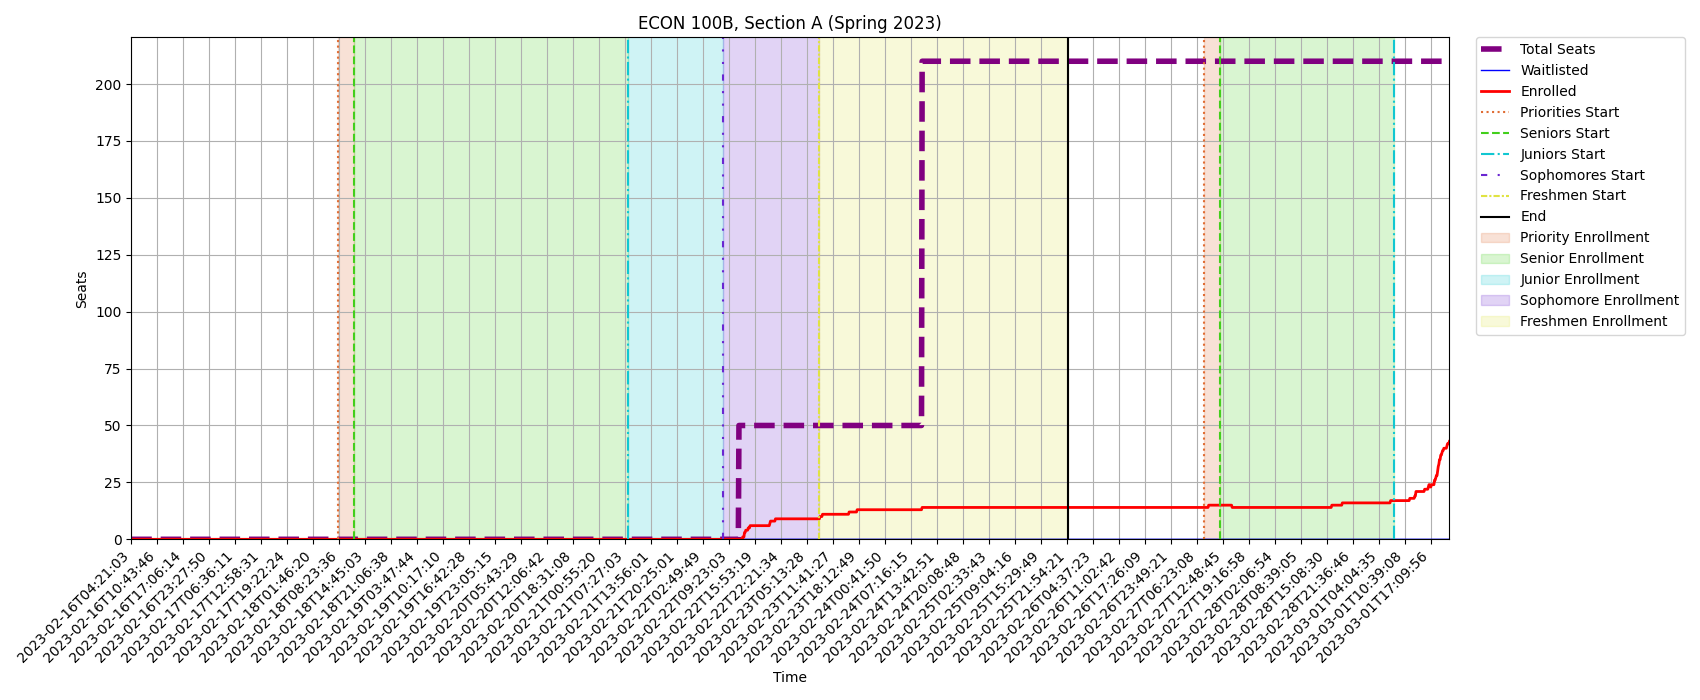 ECON 100B, Section A (Spring 2023)
Seats
200
175
150
125
100
75
50
25
0
2023-02-16T04:21:03
2023-02-16T10:43:46
2023-02-16T17:06:14
2023-02-16T23:27:50
2023-02-17T06:36:11
2023-02-17T12:58:31
2023-02-17T19:22:24
2023-02-18T01:46:20
2023-02-18T08:23:36
2023-02-18T14:45:03
2023-02-18T21:06:38
2023-02-19T03:47:44
2023-02-19T10:17:10
2023-02-19T16:42:28
2023-02-19T23:05:15
2023-02-20T05:43:29
2023-02-20T12:06:42
2023-02-20T18:31:08
2023-02-21T00:55:20
2023-02-21T07:27:03
2023-02-21T13:56:01
2023-02-21T20:25:01
2023-02-22T02:49:49
2023-02-22T09:23:03
2023-02-22T15:53:19
2023-02-22T22:21:34
2023-02-23T05:13:28
2023-02-23T11:41:27
2023-02-23T18:12:49
2023-02-24T00:41:50
2023-02-24T07:16:15
2023-02-24T13:42:51
2023-02-24T20:08:48
2023-02-25T02:33:43
2023-02-25T09:04:16
2023-02-25T15:29:49
2023-02-25T21:54:21
2023-02-26T04:37:23
2023-02-26T11:02:42
2023-02-26T17:26:09
2023-02-26T23:49:21
2023-02-27T06:23:08
2023-02-27T12:48:45
2023-02-27T19:16:58
2023-02-28T02:06:54
2023-02-28T08:39:05
2023-02-28T15:08:30
2023-02-28T21:36:46
2023-03-01T04:04:35
2023-03-01T10:39:08
2023-03-01T17:09:56
Time
Total Seats
Waitlisted
Enrolled
Priorities Start
Seniors Start
Juniors Start
Sophomores Start
Freshmen Start
End
Priority Enrollment
Senior Enrollment
Junior Enrollment
Sophomore Enrollment
Freshmen Enrollment